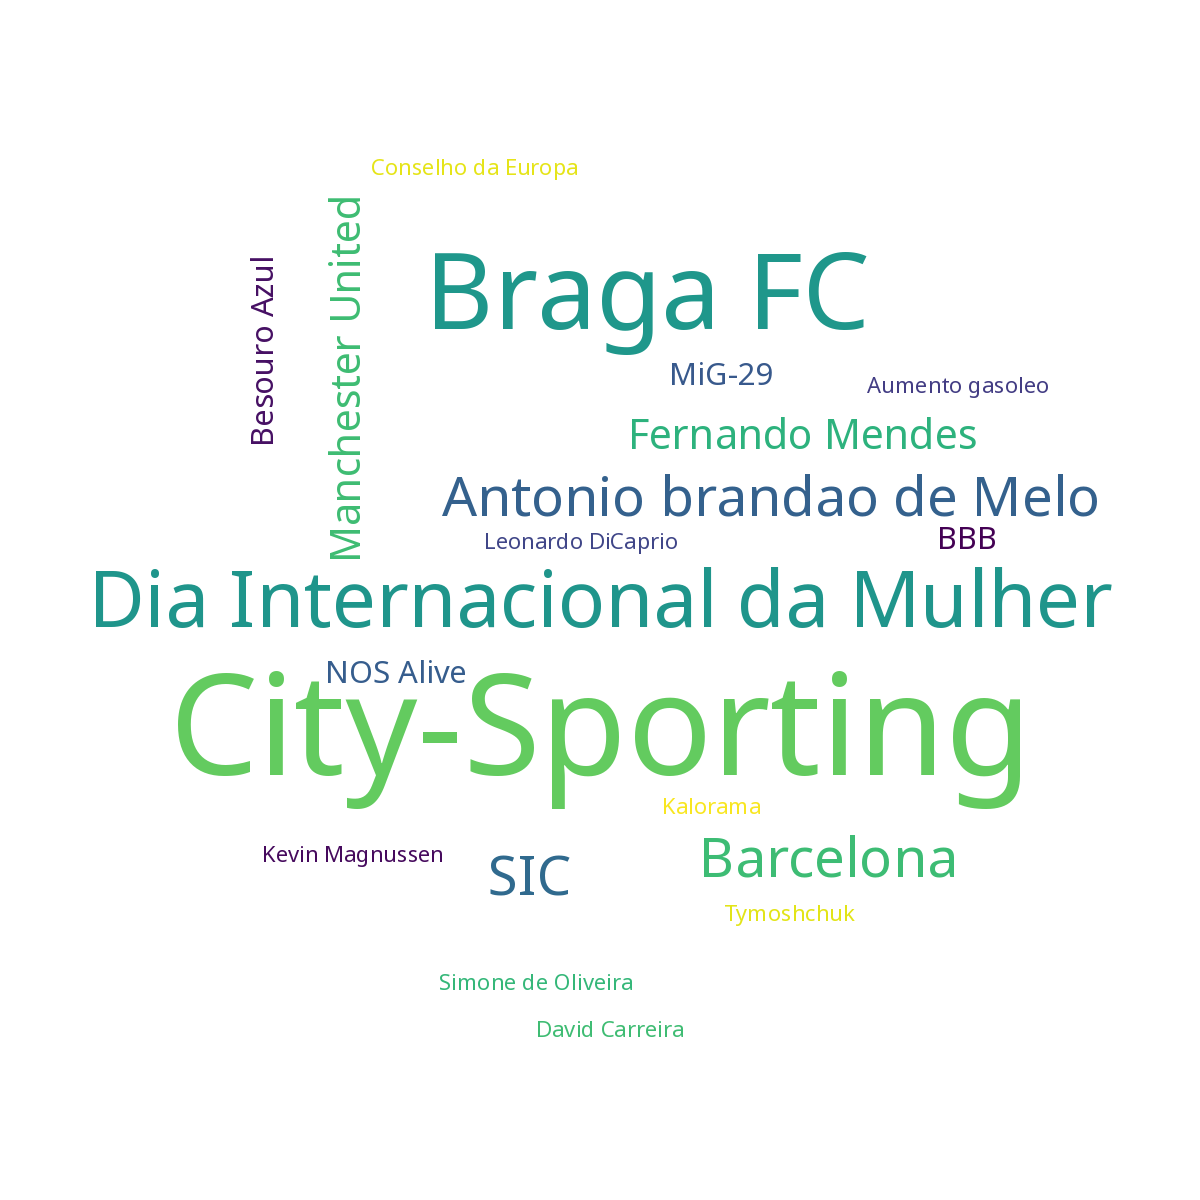 Conselho da Europa
Manchester United
Besouro Azul
Braga FC
MiG-29
Aumento gasoleo
Fernando Mendes
Antonio brandao de Melo
Leonardo DiCaprio
BBB
Dia Internacional da Mulher
NOS Alive
City-Sporting
Kalorama
Kevin Magnussen
SIC
Barcelona
Tymoshchuk
Simone de Oliveira
David Carreira